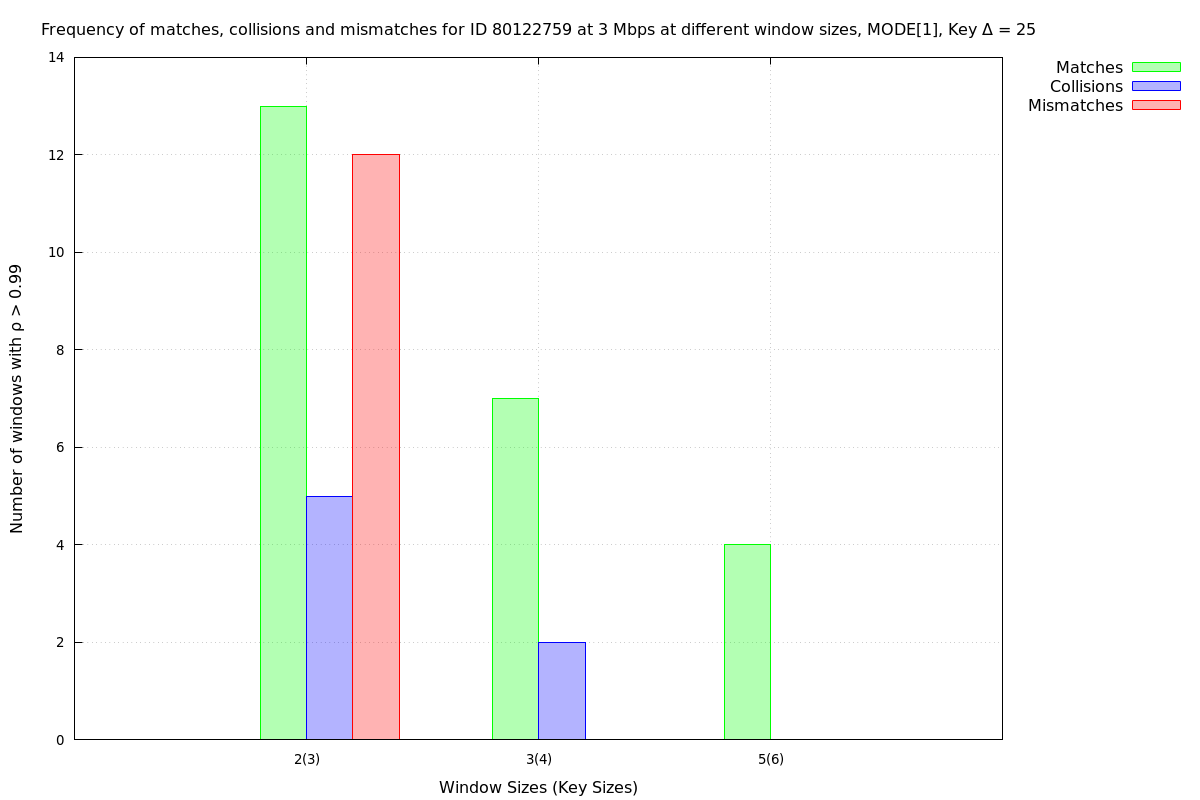 Frequency of matches, collisions and mismatches for ID 80122759 at 3 Mbps at different window sizes, MODE[1], Key Δ = 25
Matches
Collisions
Mismatches
Number of windows with ρ > 0.99
14
12
10
8
6
4
2
0
2(3)
3(4)
5(6)
Window Sizes (Key Sizes)